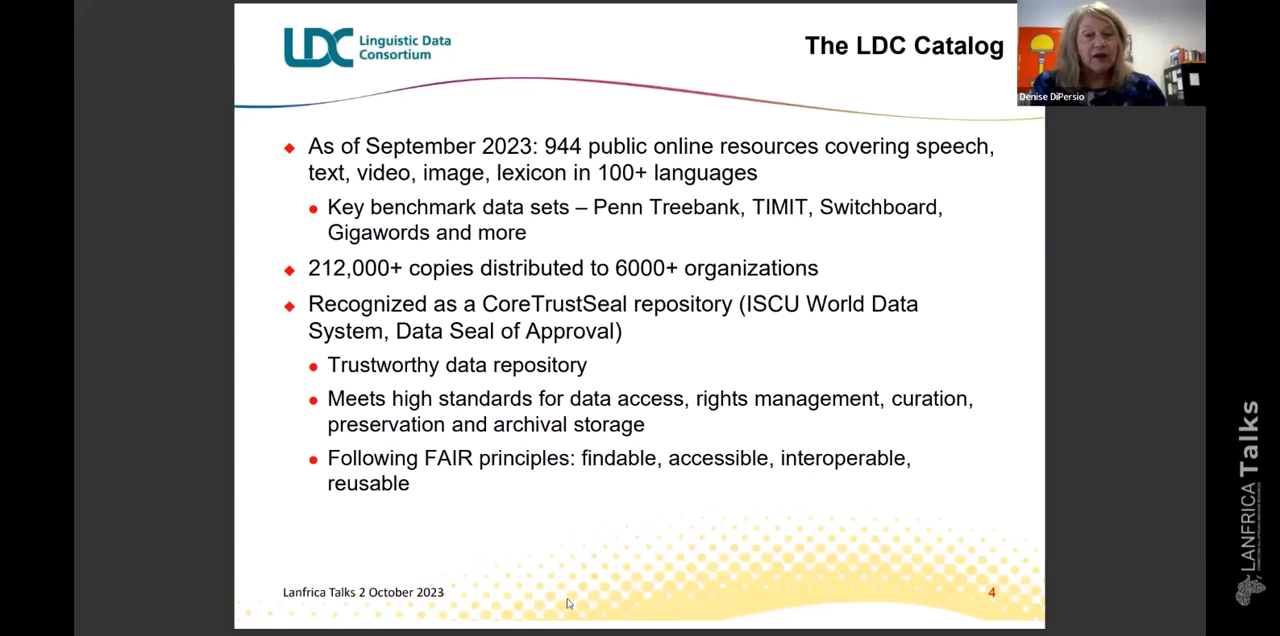 LDC Linguistic Data
Consortium
The LDC Catalog
Denise DiPersio
As of September 2023: 944 public online resources covering speech,
text, video, image, lexicon in 100+ languages
Key benchmark data sets – Penn Treebank, TIMIT, Switchboard,
Gigawords and more
212,000+ copies distributed to 6000+ organizations
Recognized as a CoreTrustSeal repository (ISCU World Data
System, Data Seal of Approval)
Trustworthy data repository
Meets high standards for data access, rights management, curation,
preservation and archival storage
Following FAIR principles: findable, accessible, interoperable,
reusable
Lanfrica Talks 2 October 2023
4
LANFRICA Talks